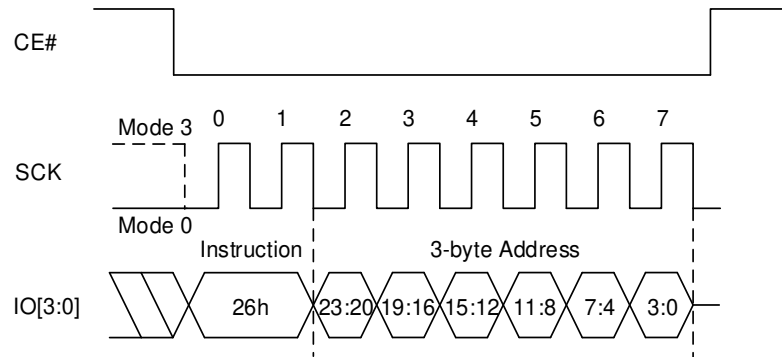 CE#
Mode 3 0 1 2 3 4 5 6 7
SCK
Mode 0
Instruction 3-byte Address
IO[3:0] 26h 23:20 19:16 15:12 11:8 7:4 3:0